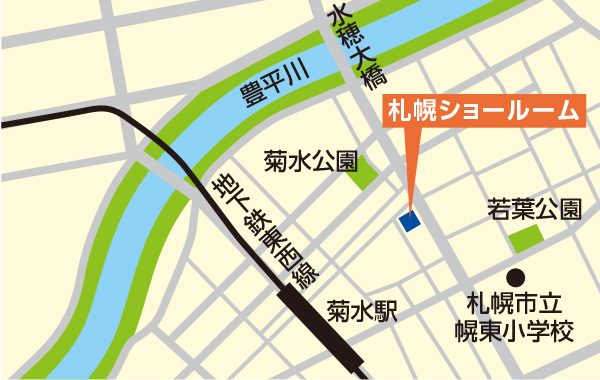 水穂大橋
豊平川
札幌ショールーム
菊水公園
地下鉄東西線
若葉公園
菊水駅
札幌市立
幌東小学校